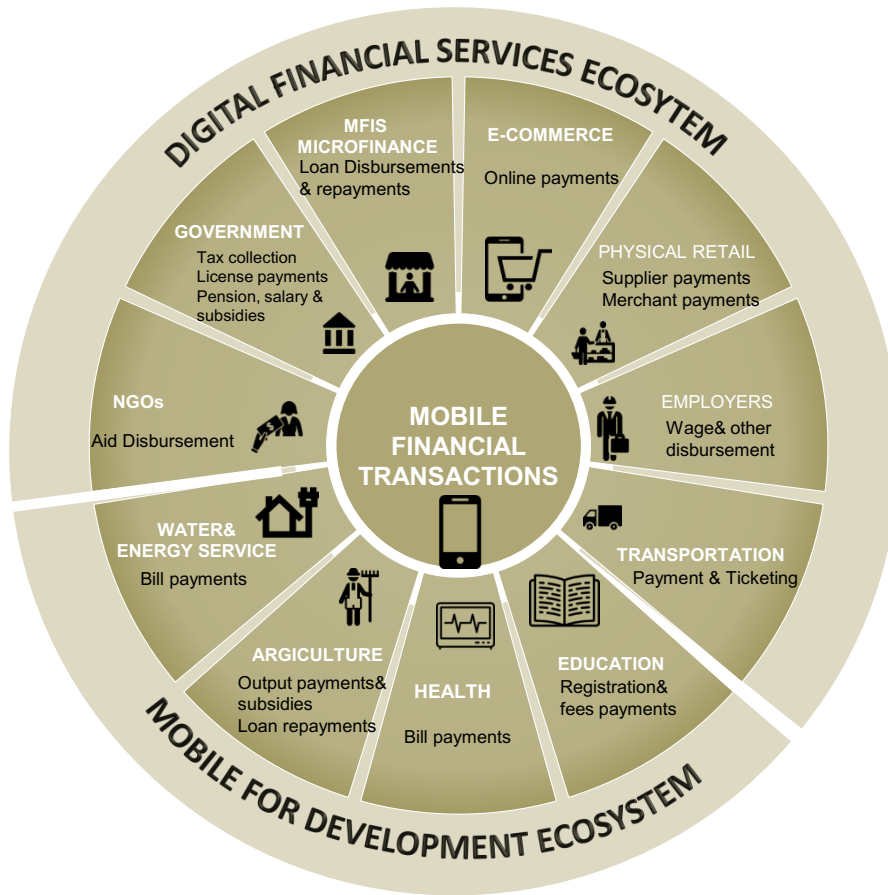 DIGITAL FINANCIAL SERVICES ECOSYTEM
MFIS
MICROFINANCE
Loan Disbursements
& repayments
E-COMMERCE
Online payments
PHYSICAL RETAIL
Supplier payments
Merchant payments
EMPLOYERS
Wage& other
disbursement
TRANSPORTATION
Payment & Ticketing
GOVERNMENT
Tax collection
License payments
Pension, salary &
subsidies
NGOs
Aid Disbursement
MOBILE
FINANCIAL
TRANSACTIONS
WATER&
ENERGY SERVICE
Bill payments
ARGICULTURE
Output payments&
subsidies
Loan repayments
HEALTH
Bill payments
EDUCATION
Registration&
fees payments
MOBILE FOR DEVELOPMENT ECOSYSTEM